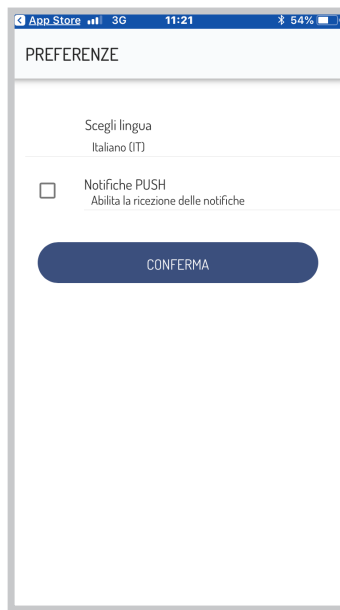 App Store 3G 11:21 54%
PREFERENZE
Scegli lingua
Italiano (IT)
Notifiche PUSH
Abilita la ricezione delle notifiche
CONFERMA